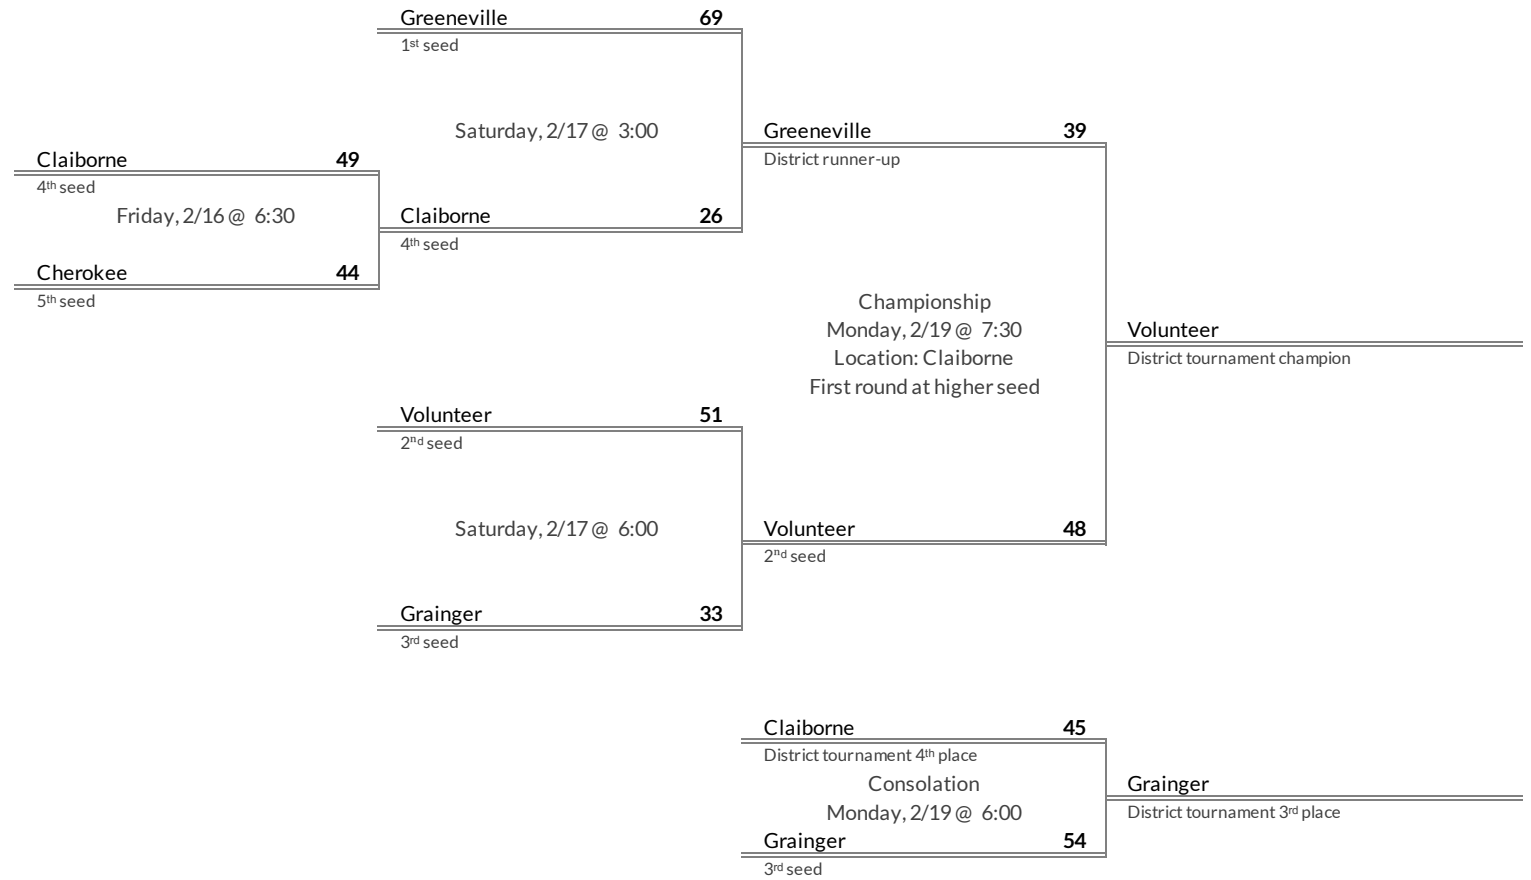 Greeneville 69
1st seed
Saturday, 2/17 @ 3:00
Greeneville 39
District runner-up
Claiborne 49
4th seed
Friday, 2/16 @ 6:30
Claiborne 26
4th seed
Cherokee 44
5th seed
Championship
Monday, 2/19 @ 7:30
Location: Claiborne
First round at higher seed
Volunteer
District tournament champion
Volunteer 51
2nd seed
Saturday, 2/17 @ 6:00
Volunteer 48
2nd seed
Grainger 33
3rd seed
Claiborne 45
District tournament 4th place
Consolation
Monday, 2/19 @ 6:00
Grainger
District tournament 3rd place
Grainger 54
3rd seed